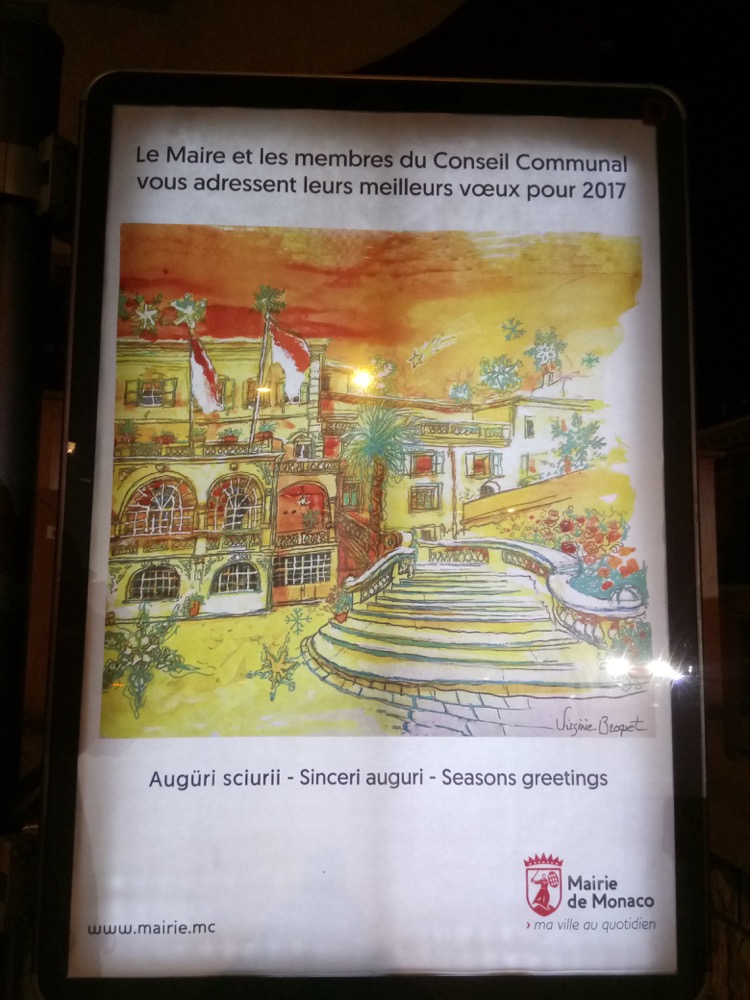 Le Maire et les membres du Conseil Communal
vous adressent leurs meilleurs vœux pour 2017
Virginie Broquet
Augüri sciurii - Sinceri auguri - Seasons greetings
Mairie
de Monaco
› ma ville au quotidien
www.mairie.mc